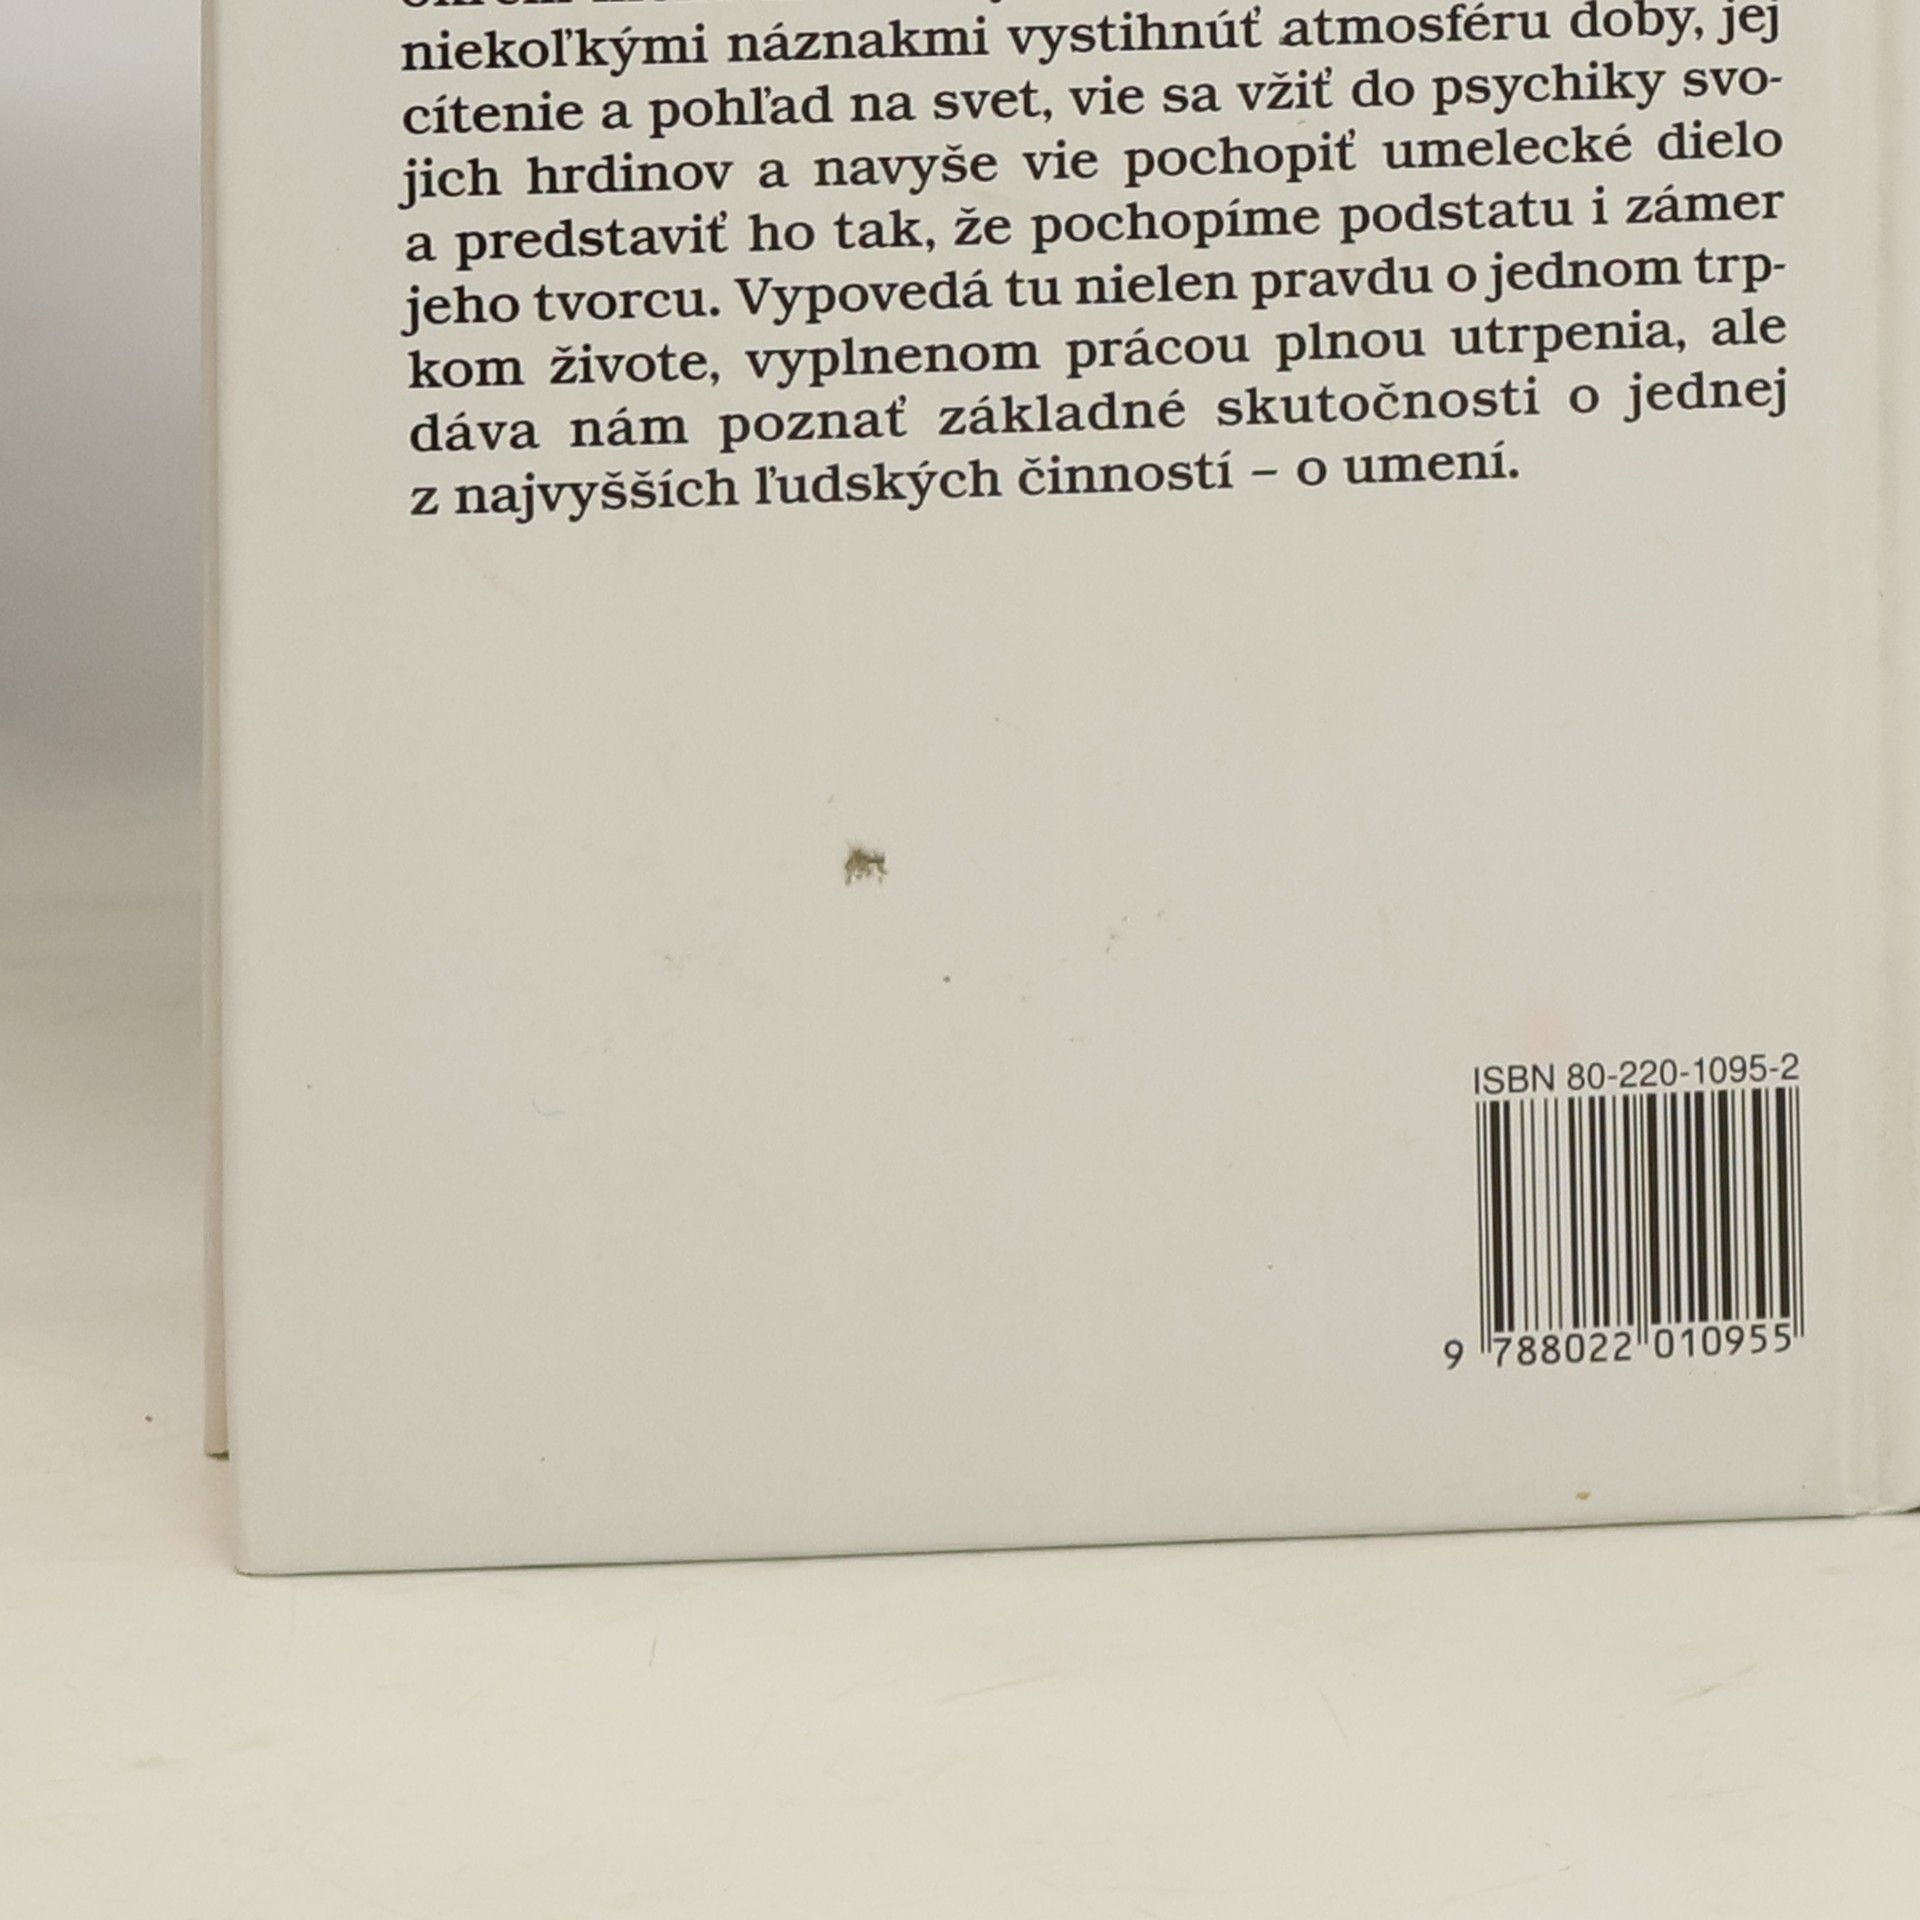 niekoľkými náznakmi vystihnúť atmosféru doby, jej
cítenie a pohľad na svet, vie sa vžiť do psychiky svo-
jich hrdinov a navyše vie pochopiť umelecké dielo
a predstaviť ho tak, že pochopíme podstatu i zámer
jeho tvorcu. Vypovedá tu nielen pravdu o jednom trp-
kom živote, vyplnenom prácou plnou utrpenia, ale
dáva nám poznať základné skutočnosti o jednej
z najvyšších ľudských činností – o umení.
ISBN 80-220-1095-2
9 788022 010955